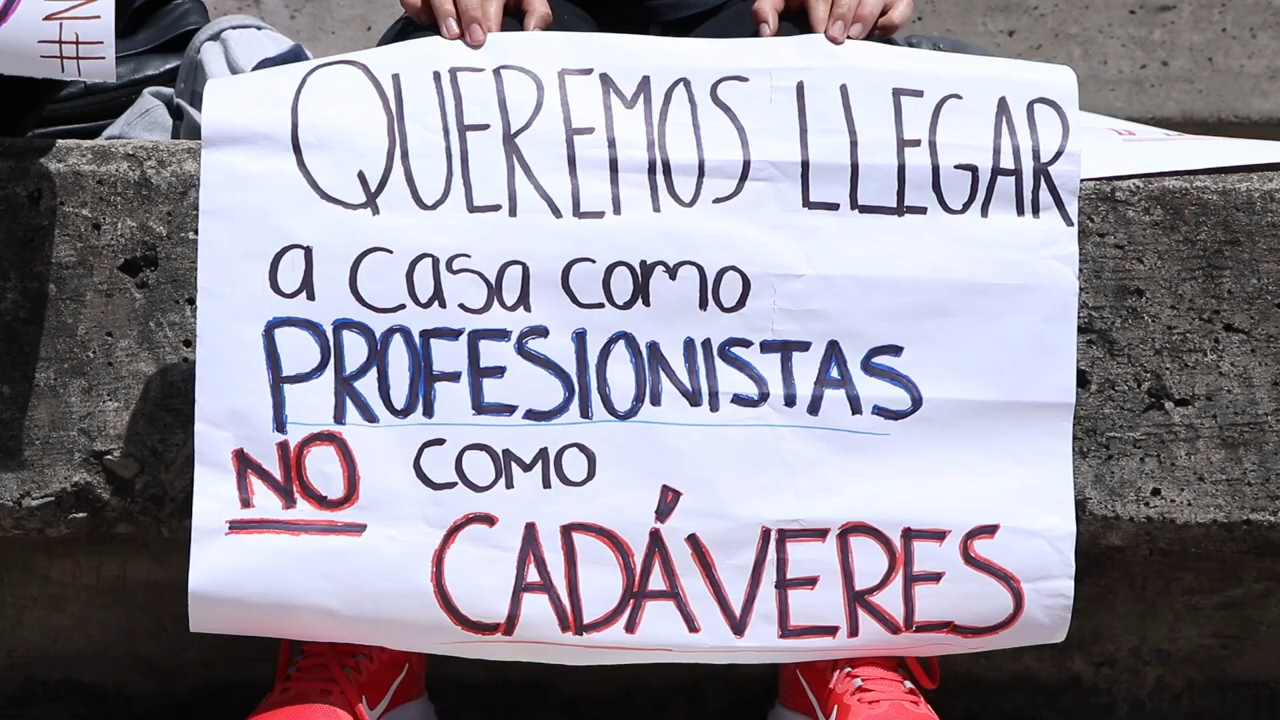 #N
QUEREMOS LLEGAR
a casa como
PROFESIONISTAS
NO como
CADÁVERES